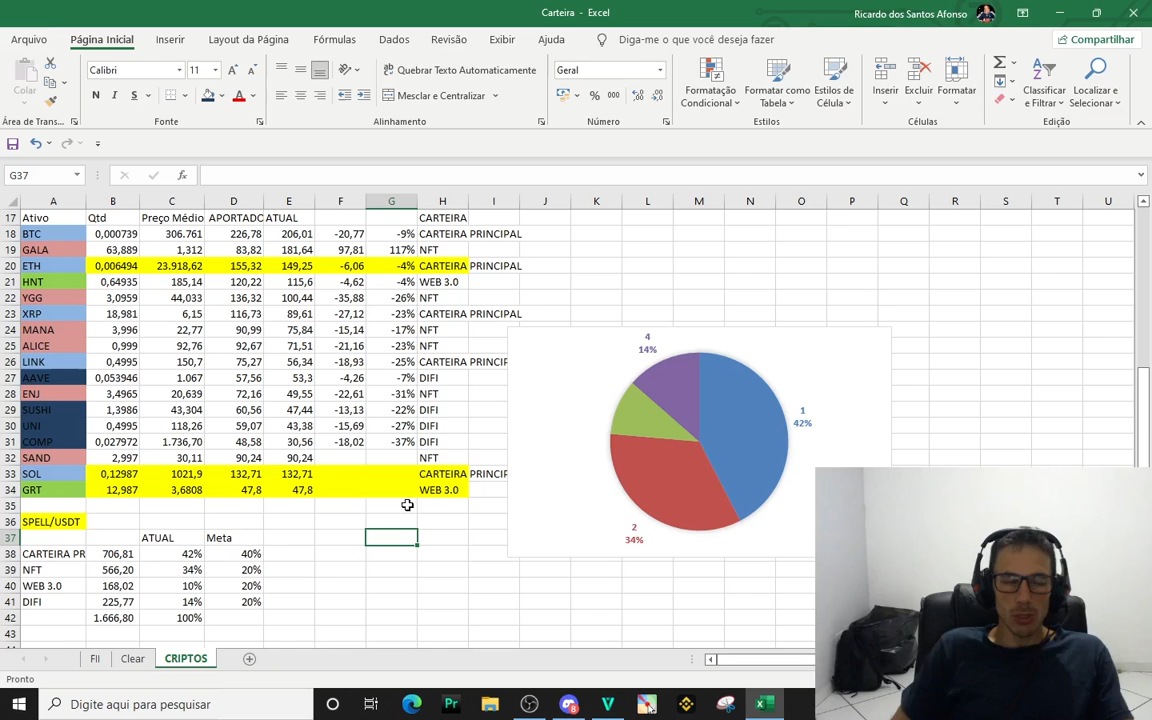 Carteira - Excel
Ricardo dos Santos Afonso
Arquivo Página Inicial Inserir Layout da Página Fórmulas Dados Revisão Exibir Ajuda Diga-me o que você deseja fazer Compartilhar
Colar
Calibri 11
N I S
Quebrar Texto Automaticamente
Mesclar e Centralizar
Geral
% 000
Formatação Condicional
Formatar como Tabela
Estilos de Célula
Inserir Excluir Formatar
Classificar e Filtrar
Localizar e Selecionar
Área de Trans... Fonte Alinhamento Número Estilos Células Edição
G37 fx
A B C D E F G H I J K L M N O P Q R S T U
17 Ativo Qtd Preço Médio APORTADO ATUAL CARTEIRA
18 BTC 0,000739 306.761 226,78 206,01 -20,77 -9% CARTEIRA PRINCIPAL
19 GALA 63,889 1,312 83,82 181,64 97,81 117% NFT
20 ETH 0,006494 23.918,62 155,32 149,25 -6,06 -4% CARTEIRA PRINCIPAL
21 HNT 0,64935 185,14 120,22 115,6 -4,62 -4% WEB 3.0
22 YGG 3,0959 44,033 136,32 100,44 -35,88 -26% NFT
23 XRP 18,981 6,15 116,73 89,61 -27,12 -23% CARTEIRA PRINCIPAL
24 MANA 3,996 22,77 90,99 75,84 -15,14 -17% NFT
25 ALICE 0,999 92,76 92,67 71,51 -21,16 -23% NFT
26 LINK 0,4995 150,7 75,27 56,34 -18,93 -25% CARTEIRA PRINCIP
27 AAVE 0,053946 1.067 57,56 53,3 -4,26 -7% DIFI
28 ENJ 3,4965 20,639 72,16 49,55 -22,61 -31% NFT
29 SUSHI 1,3986 43,304 60,56 47,44 -13,13 -22% DIFI
30 UNI 0,4995 118,26 59,07 43,38 -15,69 -27% DIFI
31 COMP 0,027972 1.736,70 48,58 30,56 -18,02 -37% DIFI
32 SAND 2,997 30,11 90,24 90,24 NFT
33 SOL 0,12987 1021,9 132,71 132,71 CARTEIRA PRINCIP
34 GRT 12,987 3,6808 47,8 47,8 WEB 3.0
35
36 SPELL/USDT
37 ATUAL Meta
38 CARTEIRA PR 706,81 42% 40%
39 NFT 566,20 34% 20%
40 WEB 3.0 168,02 10% 20%
41 DIFI 225,77 14% 20%
42 1.666,80 100%
43
4
14%
1
42%
2
34%
FII Clear CRIPTOS
Pronto
Digite aqui para pesquisar